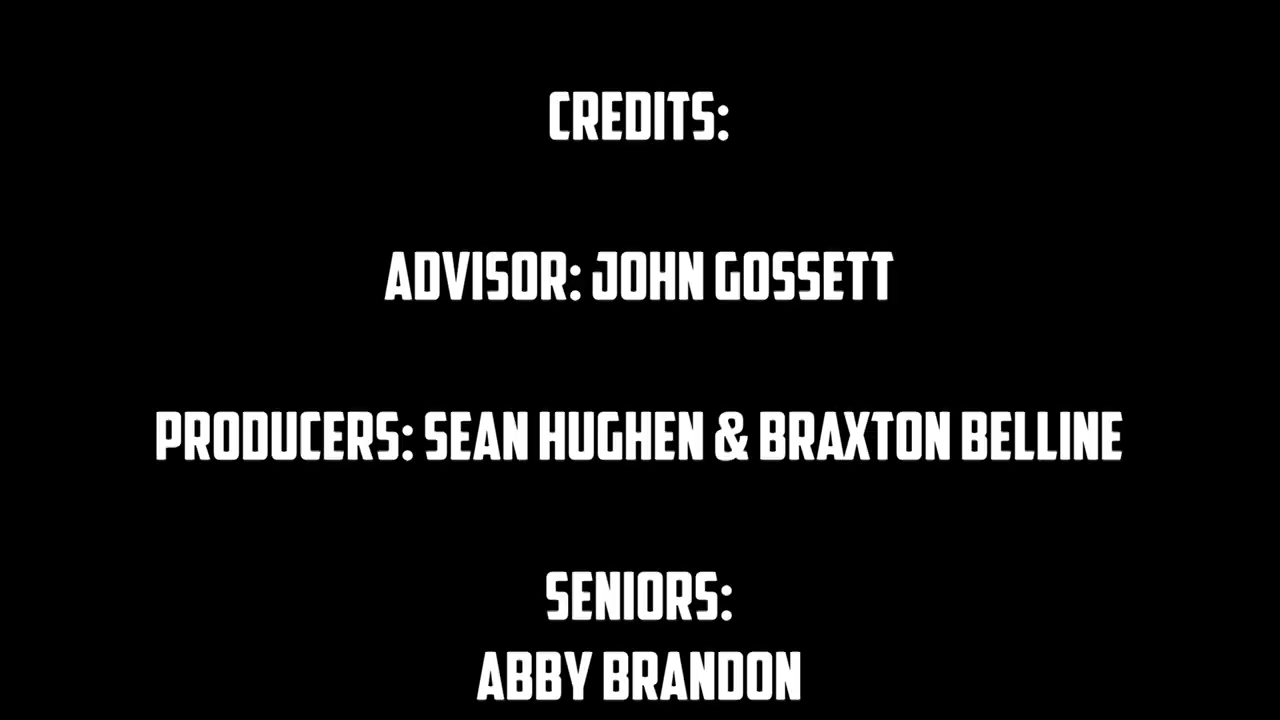 CREDITS:
ADVISOR: JOHN GOSSETT
PRODUCERS: SEAN HUGHEN & BRAXTON BELLINE
SENIORS:
ABBY BRANDON